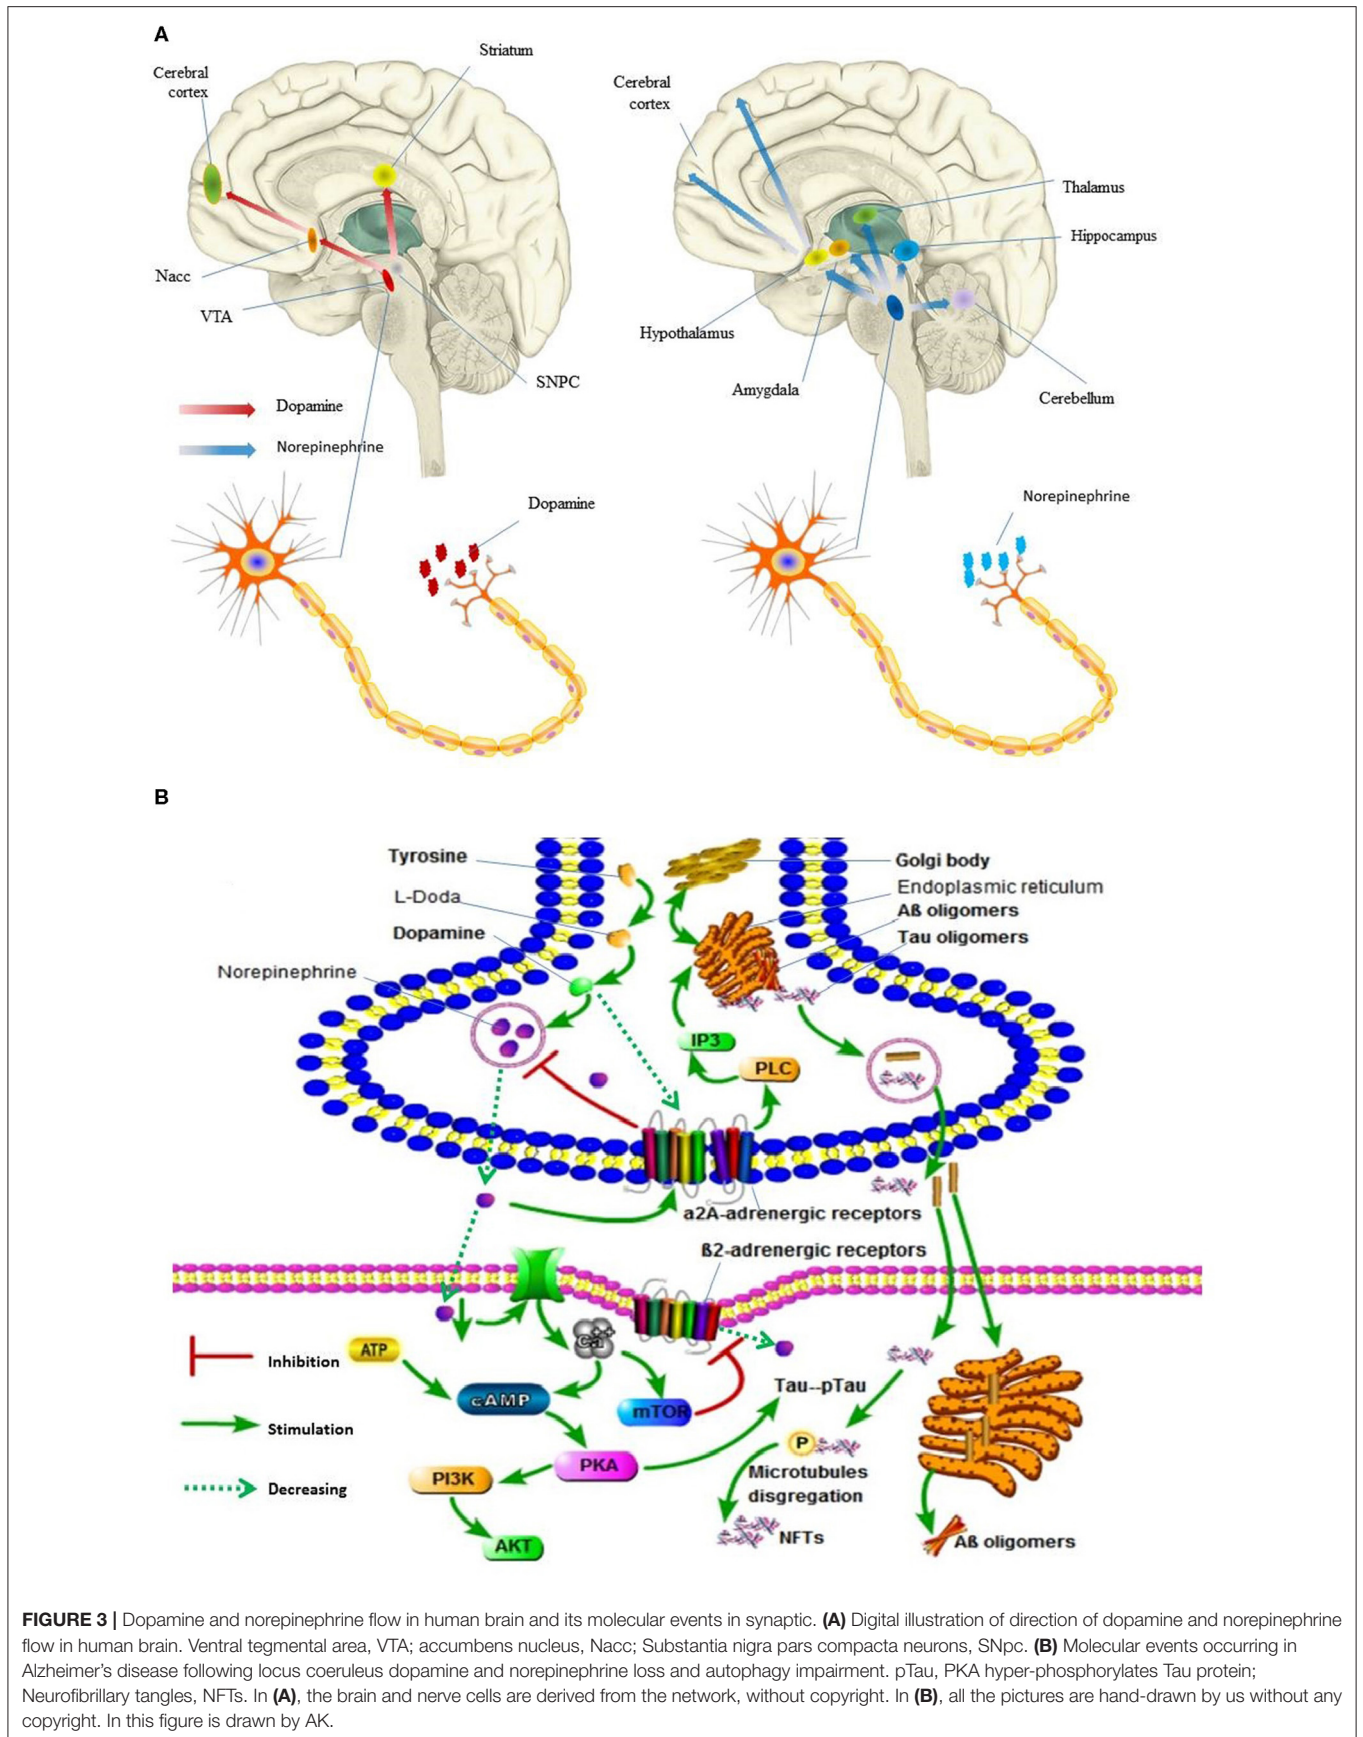 A
Striatum
Cerebral
cortex
Nacc
VTA
SNPC
Dopamine
Norepinephrine
Dopamine
Cerebral
cortex
Thalamus
Hippocampus
Hypothalamus
Amygdala
Cerebellum
Norepinephrine
B
Tyrosine
L-Doda
Dopamine
Norepinephrine
Golgi body
Endoplasmic reticulum
Aß oligomers
Tau oligomers
IP3
PLC
a2A-adrenergic receptors
ß2-adrenergic receptors
Inhibition
Stimulation
Decreasing
ATP
Ca++
cAMP
mTOR
PKA
PI3K
AKT
Tau--pTau
P
Microtubules
disgregation
NFTs
Aß oligomers
FIGURE 3 | Dopamine and norepinephrine flow in human brain and its molecular events in synaptic. (A) Digital illustration of direction of dopamine and norepinephrine
flow in human brain. Ventral tegmental area, VTA; accumbens nucleus, Nacc; Substantia nigra pars compacta neurons, SNpc. (B) Molecular events occurring in
Alzheimer's disease following locus coeruleus dopamine and norepinephrine loss and autophagy impairment. pTau, PKA hyper-phosphorylates Tau protein;
Neurofibrillary tangles, NFTs. In (A), the brain and nerve cells are derived from the network, without copyright. In (B), all the pictures are hand-drawn by us without any
copyright. In this figure is drawn by AK.